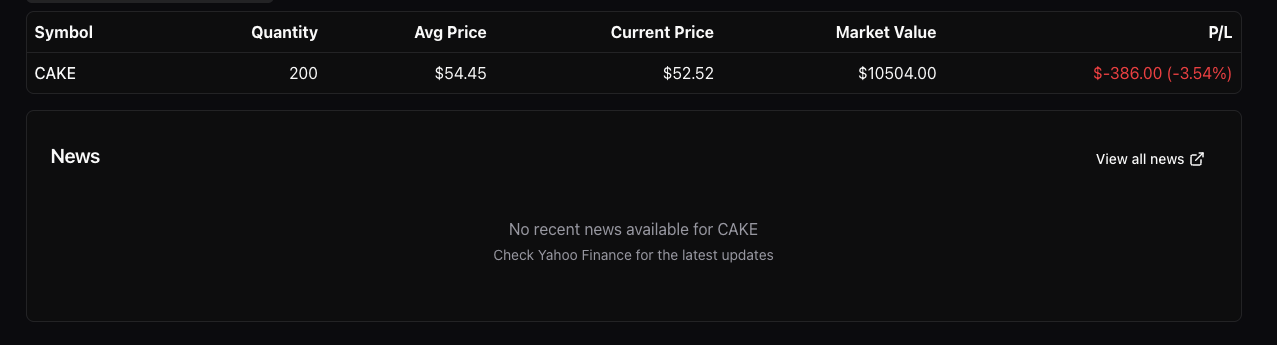 Symbol Quantity Avg Price Current Price Market Value P/L
CAKE 200 $54.45 $52.52 $10504.00 $-386.00 (-3.54%)
News View all news
No recent news available for CAKE
Check Yahoo Finance for the latest updates